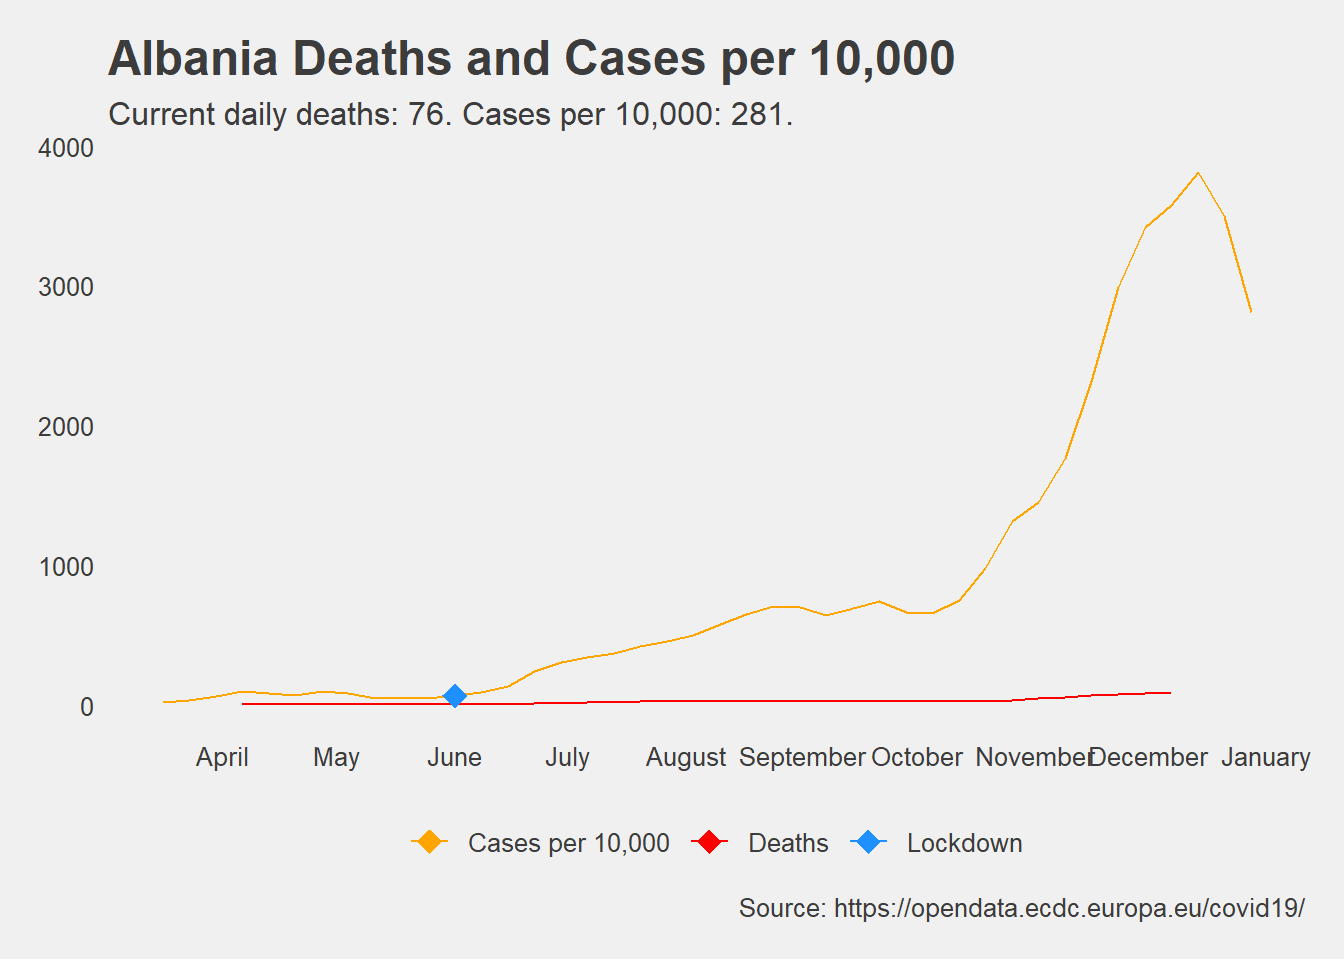 Albania Deaths and Cases per 10,000
Current daily deaths: 76. Cases per 10,000: 281.
4000
3000
2000
1000
0
April May June July August September October November December January
Cases per 10,000 Deaths Lockdown
Source: https://opendata.ecdc.europa.eu/covid19/